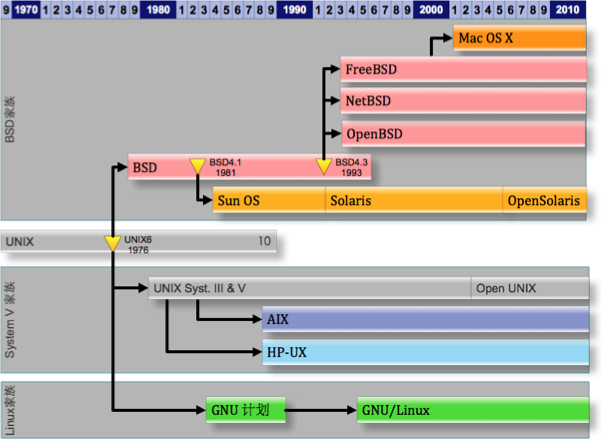 9 1970 1 2 3 4 5 6 7 8 9 1980 1 2 3 4 5 6 7 8 9 1990 1 2 3 4 5 6 7 8 9 2000 1 2 3 4 5 6 7 8 9 2010
Mac OS X
FreeBSD
NetBSD
OpenBSD
BSD家族
BSD
BSD4.1
1981
BSD4.3
1993
Sun OS
Solaris
OpenSolaris
UNIX
UNIX6
1976
10
System V 家族
UNIX Syst. III & V
Open UNIX
AIX
HP-UX
Linux家族
GNU 计划
GNU/Linux